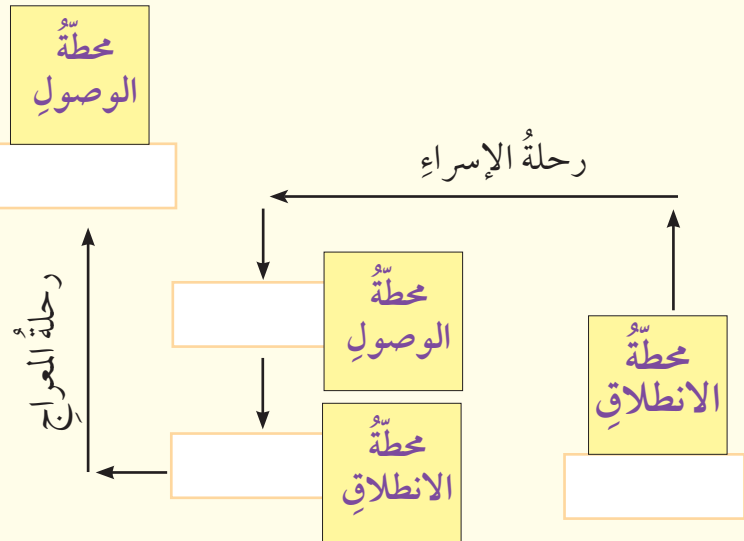 محطّةُ
الوصولِ
رحلةُ الإسراءِ
محطّةُ
الانطلاقِ
محطّةُ
الوصولِ
محطّةُ
الانطلاقِ
رحلةُ المعراجِ